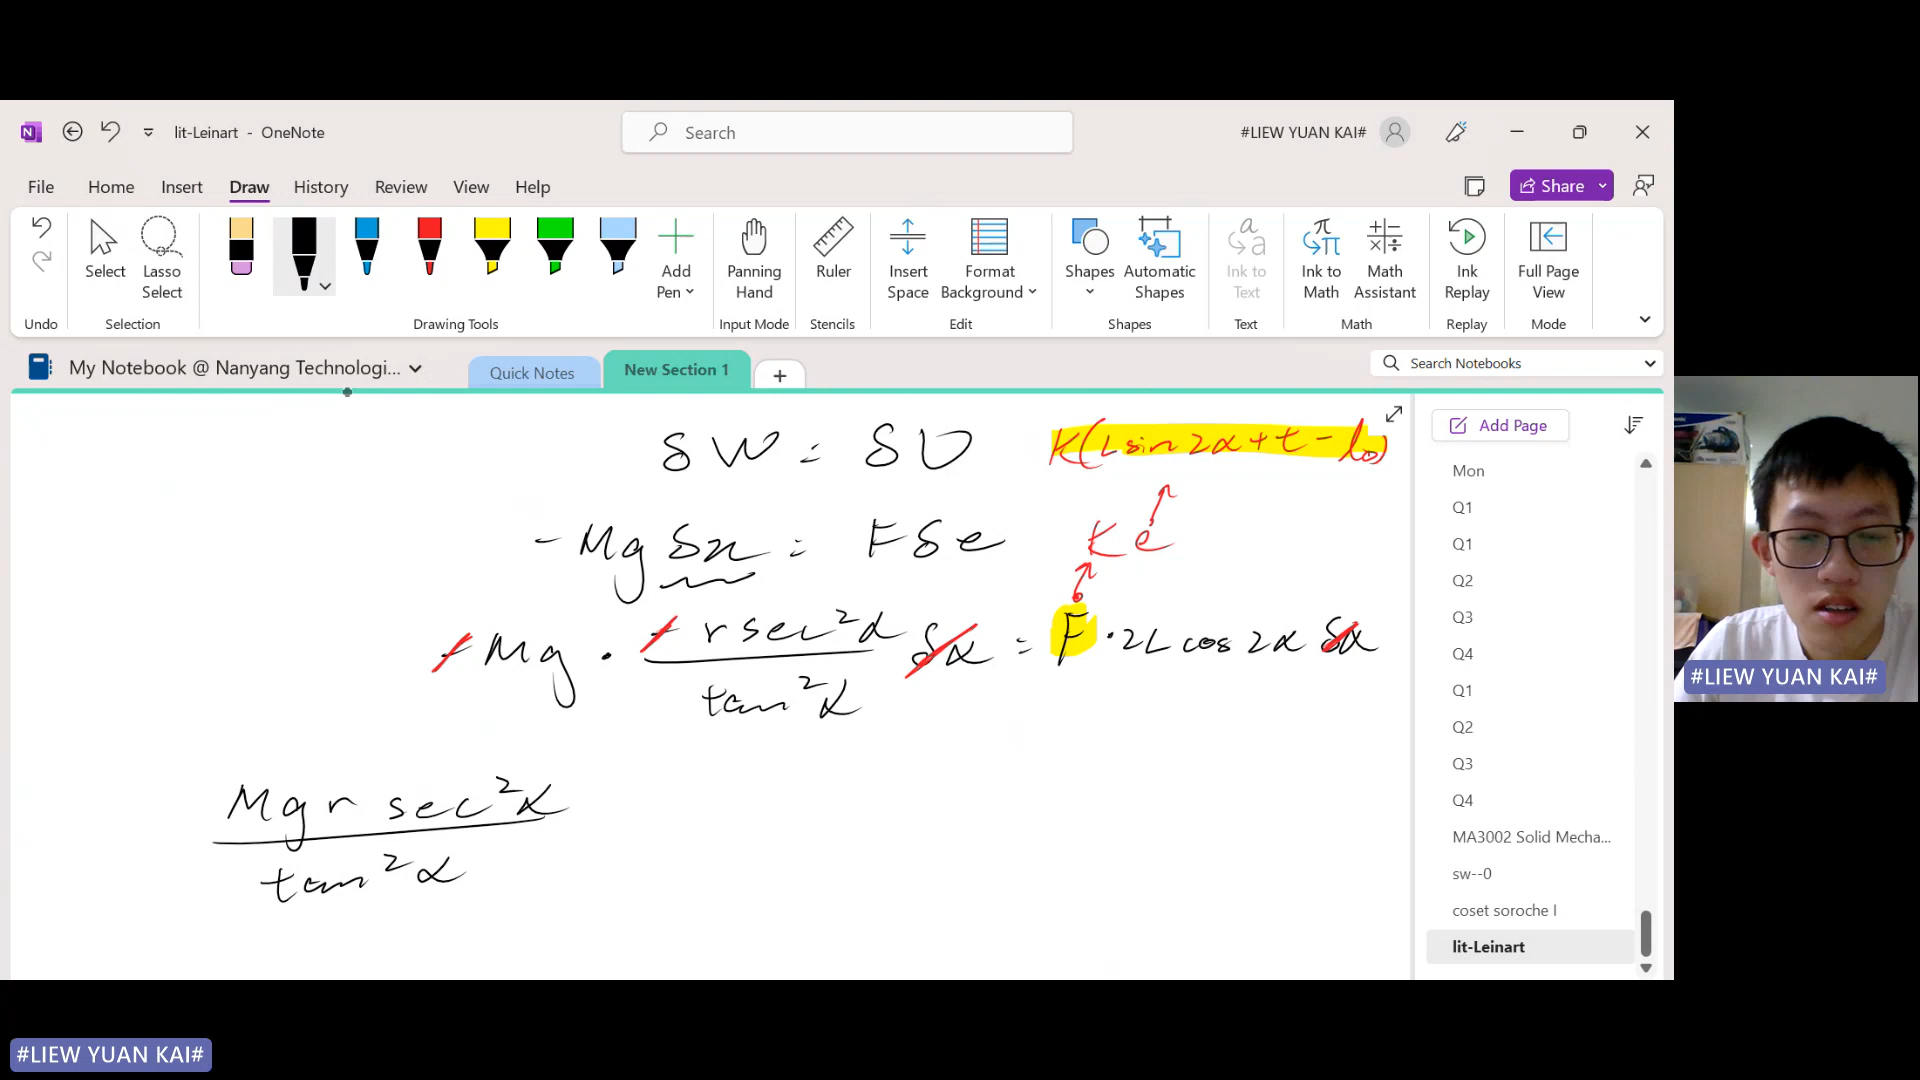 lit-Leinart - OneNote
Search
#LIEW YUAN KAI#
File Home Insert Draw History Review View Help
Share
Undo
Select
Lasso Select
Selection
Drawing Tools
Add Pen
Panning Hand
Input Mode
Ruler
Stencils
Insert Space
Format Background
Edit
Shapes
Automatic Shapes
Shapes
Ink to Text
Text
Ink to Math
Math Assistant
Math
Ink Replay
Replay
Full Page View
Mode
My Notebook @ Nanyang Technologi...
Quick Notes
New Section 1
+
Search Notebooks
δW = δU
K(L sin 2α + t - l₀)
-Mg δx = F δe
Ke
-Mg · - r sec²α / tan²α δα = F · 2L cos 2α δα
Mg r sec²α / tan²α
Add Page
Mon
Q1
Q1
Q2
Q3
Q4
Q1
Q2
Q3
Q4
MA3002 Solid Mecha...
sw--0
coset soroche I
lit-Leinart
#LIEW YUAN KAI#
#LIEW YUAN KAI#